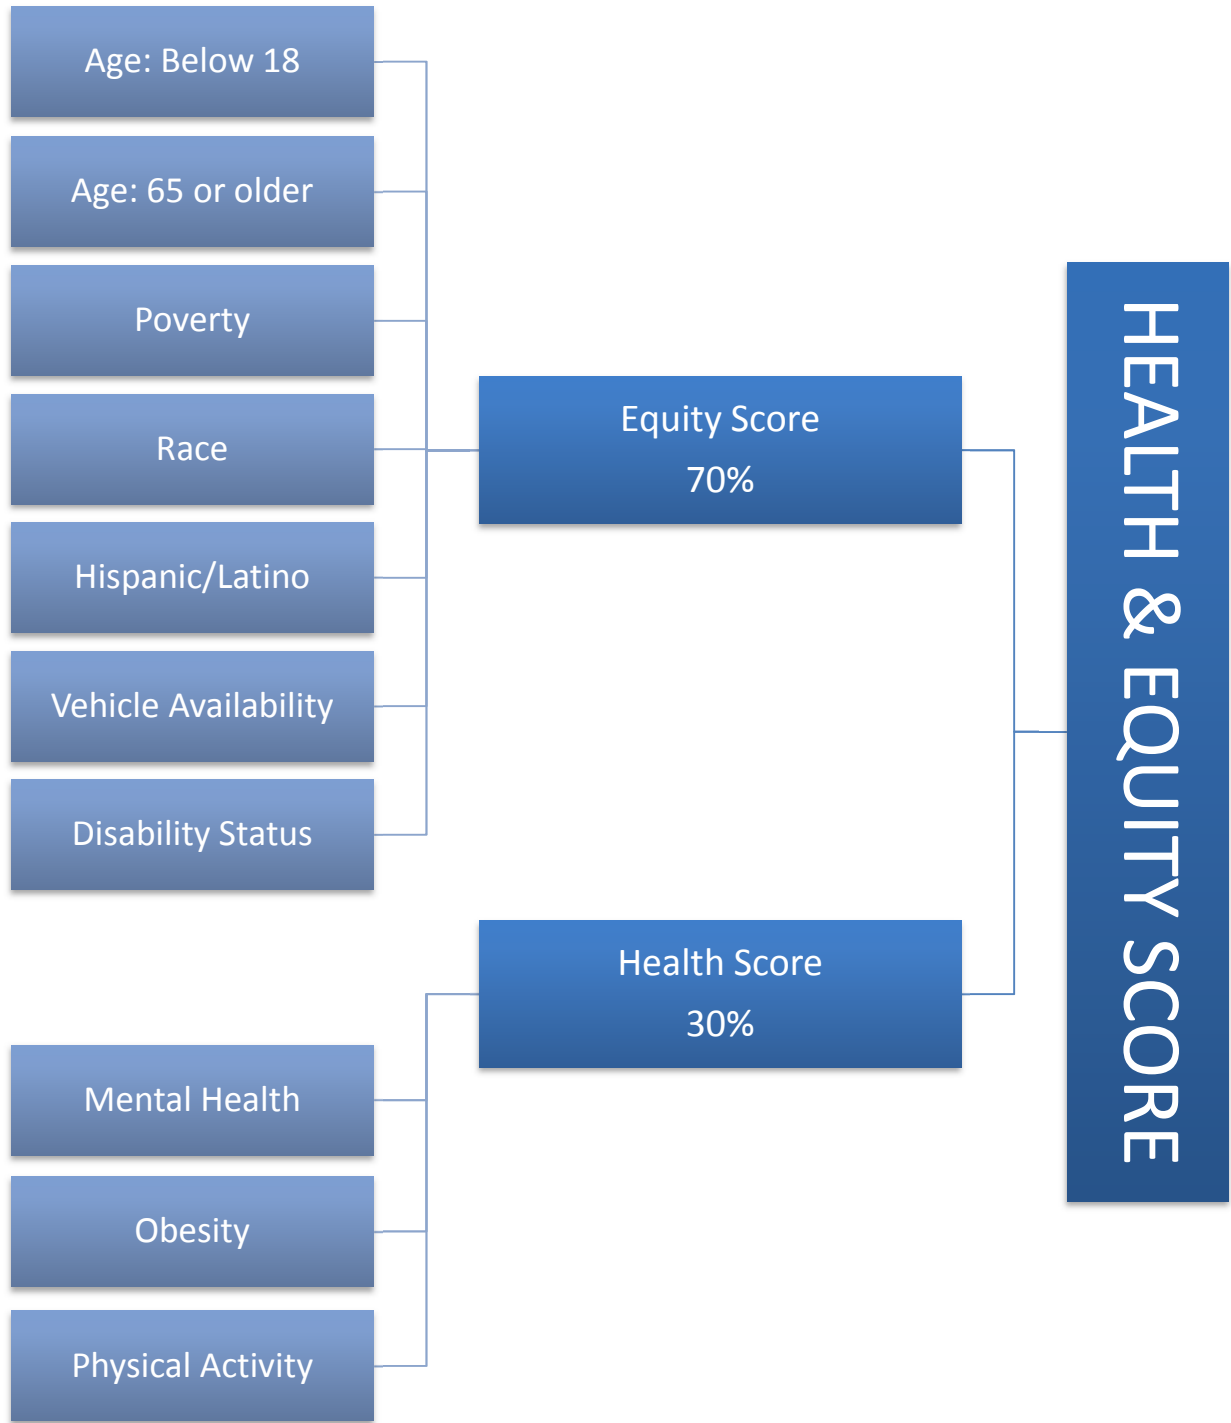 Age: Below 18
Age: 65 or older
Poverty
Race
Hispanic/Latino
Vehicle Availability
Disability Status
Mental Health
Obesity
Physical Activity
Equity Score
70%
Health Score
30%
HEALTH & EQUITY SCORE